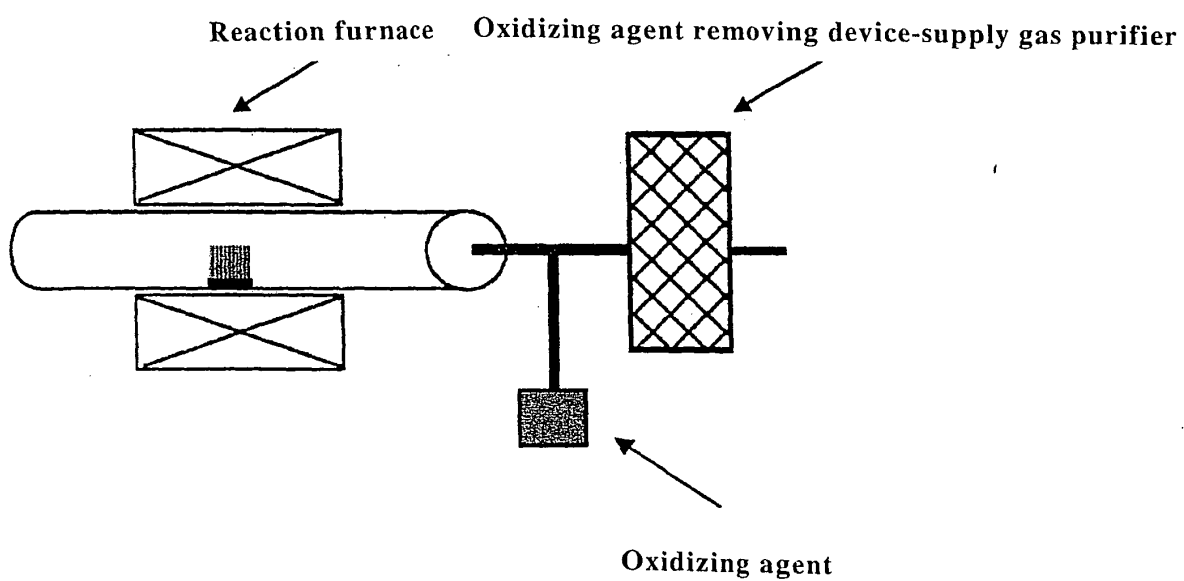 Reaction furnace
Oxidizing agent removing device-supply gas purifier
Oxidizing agent